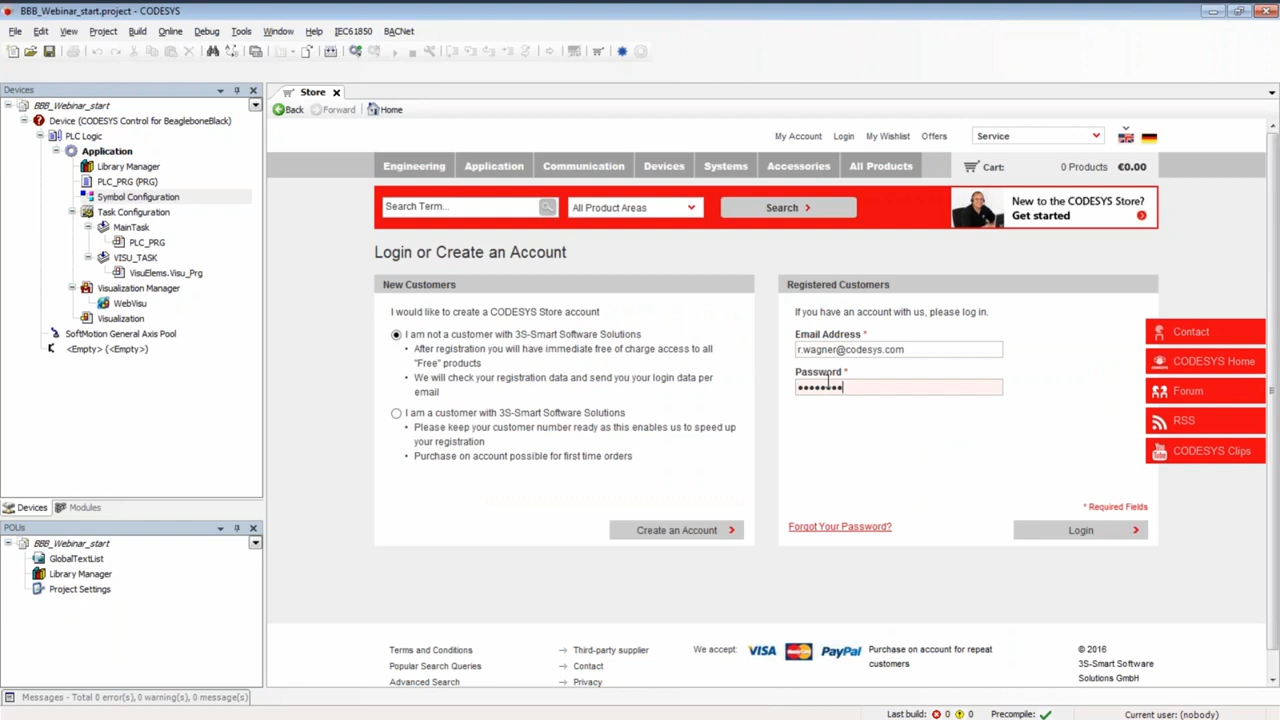 BBB_Webinar_start.project - CODESYS
File Edit View Project Build Online Debug Tools Window Help IEC61850 BACNet
Devices
BBB_Webinar_start
Device (CODESYS Control for BeagleboneBlack)
PLC Logic
Application
Library Manager
PLC_PRG (PRG)
Symbol Configuration
Task Configuration
MainTask
PLC_PRG
VISU_TASK
VisuElems.Visu_Prg
Visualization Manager
WebVisu
Visualization
SoftMotion General Axis Pool
<Empty> (<Empty>)
Devices Modules
POUs
BBB_Webinar_start
GlobalTextList
Library Manager
Project Settings
Store
Back Forward Home
My Account Login My Wishlist Offers Service
Engineering Application Communication Devices Systems Accessories All Products Cart: 0 Products €0.00
Search Term... All Product Areas Search
New to the CODESYS Store?
Get started
Login or Create an Account
New Customers
I would like to create a CODESYS Store account
I am not a customer with 3S-Smart Software Solutions
• After registration you will have immediate free of charge access to all
"Free" products
• We will check your registration data and send you your login data per
email
I am a customer with 3S-Smart Software Solutions
• Please keep your customer number ready as this enables us to speed up
your registration
• Purchase on account possible for first time orders
Create an Account
Registered Customers
If you have an account with us, please log in.
Email Address *
r.wagner@codesys.com
Password *
••••••••
* Required Fields
Forgot Your Password? Login
Contact
CODESYS Home
Forum
RSS
You Tube CODESYS Clips
Terms and Conditions
Popular Search Queries
Advanced Search
Third-party supplier
Contact
Privacy
We accept: VISA MasterCard PayPal
Purchase on account for repeat
customers
© 2016
3S-Smart Software
Solutions GmbH
Messages - Total 0 error(s), 0 warning(s), 0 message(s)
Last build: 0 0 Precompile: Current user: (nobody)